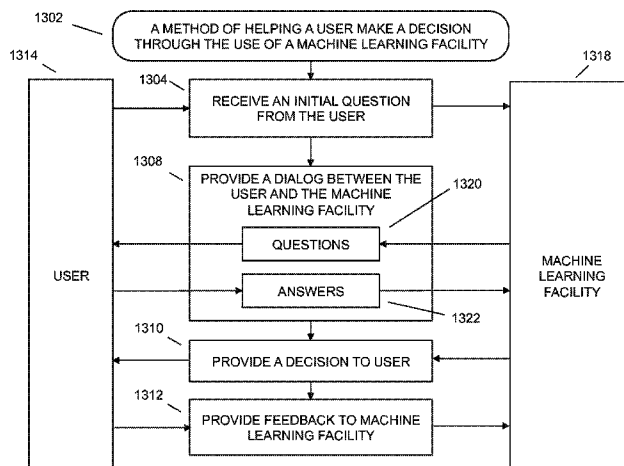 1302
A METHOD OF HELPING A USER MAKE A DECISION
THROUGH THE USE OF A MACHINE LEARNING FACILITY
1314
1318
1304
RECEIVE AN INITIAL QUESTION
FROM THE USER
1308
PROVIDE A DIALOG BETWEEN THE
USER AND THE MACHINE
LEARNING FACILITY
1320
QUESTIONS
USER
MACHINE
LEARNING
FACILITY
ANSWERS
1322
1310
PROVIDE A DECISION TO USER
1312
PROVIDE FEEDBACK TO MACHINE
LEARNING FACILITY